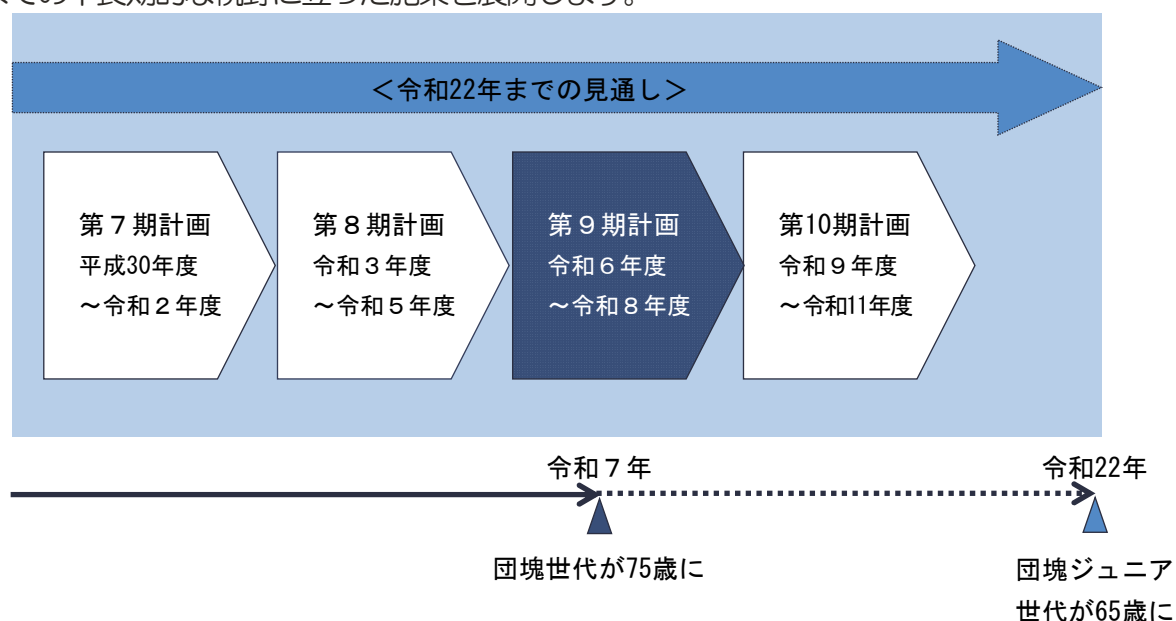 ＜令和22年までの見通し＞
第７期計画
平成30年度
～令和２年度
第８期計画
令和３年度
～令和５年度
第９期計画
令和６年度
～令和８年度
第10期計画
令和９年度
～令和11年度
令和７年
令和22年
団塊世代が75歳に
団塊ジュニア
世代が65歳に